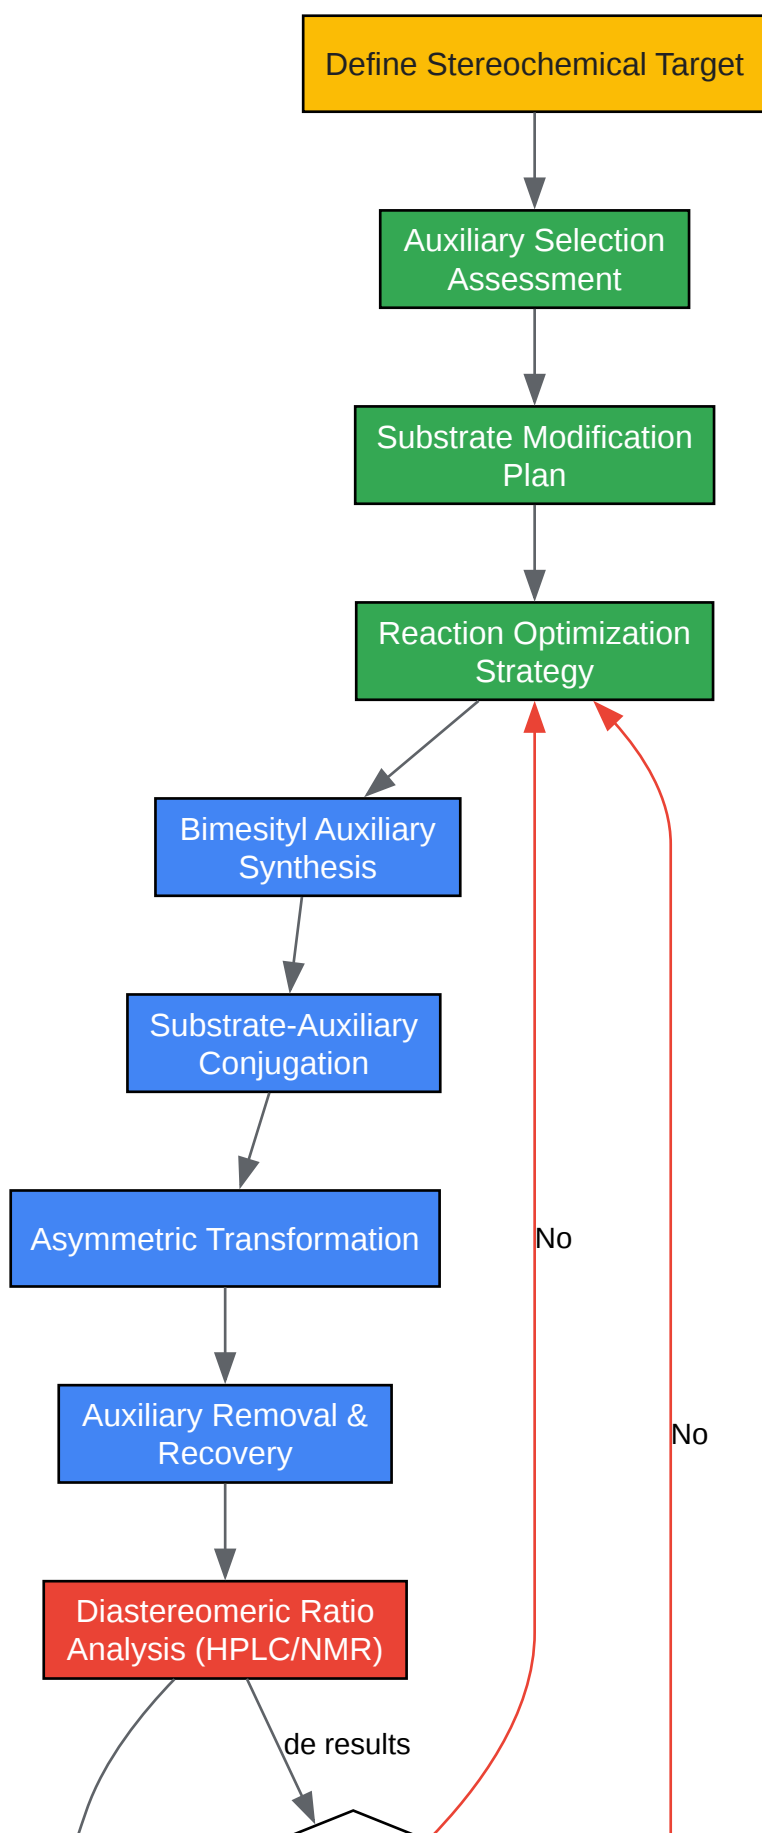 Define Stereochemical Target
Auxiliary Selection
Assessment
Substrate Modification
Plan
Reaction Optimization
Strategy
Bimesityl Auxiliary
Synthesis
Substrate-Auxiliary
Conjugation
Asymmetric Transformation
No
Auxiliary Removal &
Recovery
No
Diastereomeric Ratio
Analysis (HPLC/NMR)
de results